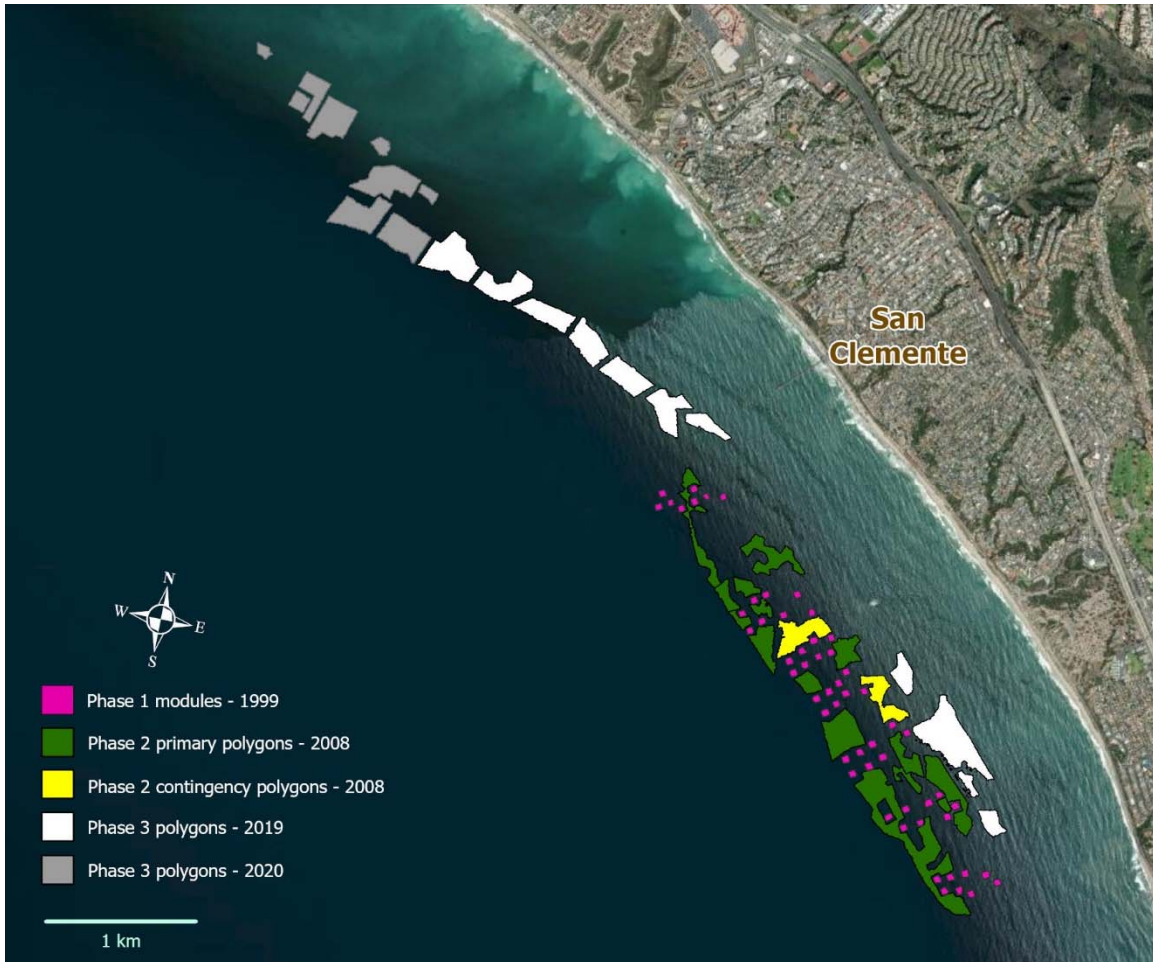 San
Clemente
N
W
E
S
Phase 1 modules - 1999
Phase 2 primary polygons - 2008
Phase 2 contingency polygons - 2008
Phase 3 polygons - 2019
Phase 3 polygons - 2020
1 km